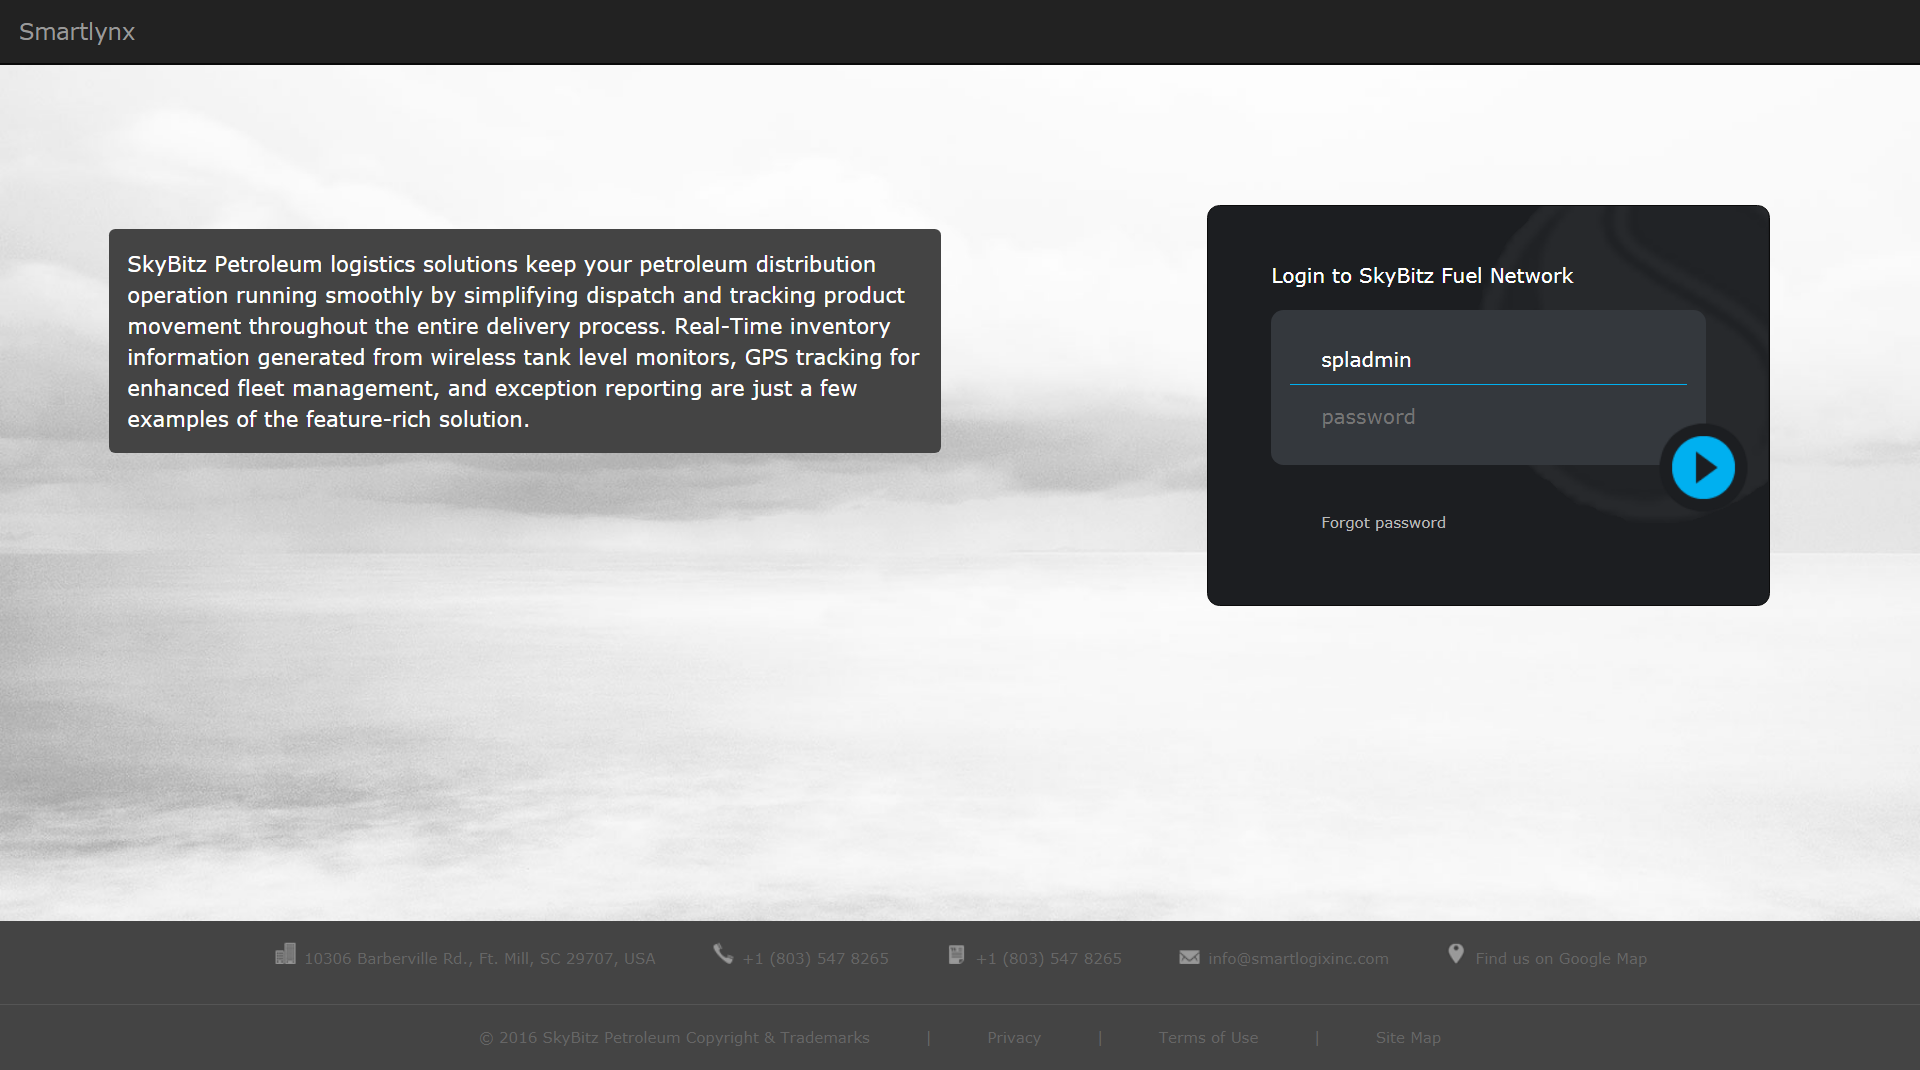 Smartlynx
SkyBitz Petroleum logistics solutions keep your petroleum distribution
operation running smoothly by simplifying dispatch and tracking product
movement throughout the entire delivery process. Real-Time inventory
information generated from wireless tank level monitors, GPS tracking for
enhanced fleet management, and exception reporting are just a few
examples of the feature-rich solution.
Login to SkyBitz Fuel Network
spladmin
password
Forgot password
10306 Barberville Rd., Ft. Mill, SC 29707, USA
+1 (803) 547 8265
+1 (803) 547 8265
info@smartlogixinc.com
Find us on Google Map
© 2016 SkyBitz Petroleum Copyright & Trademarks | Privacy | Terms of Use | Site Map